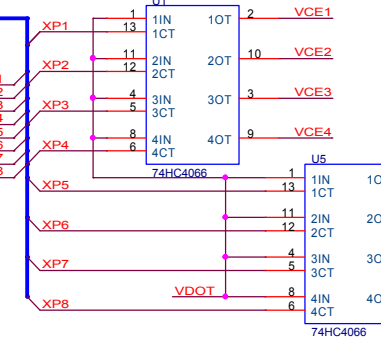 U1
XP1 1 1IN 1OT 2 VCE1
13 1CT
XP2 11 2IN 2OT 10 VCE2
12 2CT
XP3 4 3IN 3OT 3 VCE3
5 3CT
XP4 8 4IN 4OT 9 VCE4
6 4CT
74HC4066
U5
1 1IN
XP5 13 1CT
11 2IN
XP6 12 2CT
4 3IN
XP7 5 3CT
VDOT 8 4IN
XP8 6 4CT
74HC4066